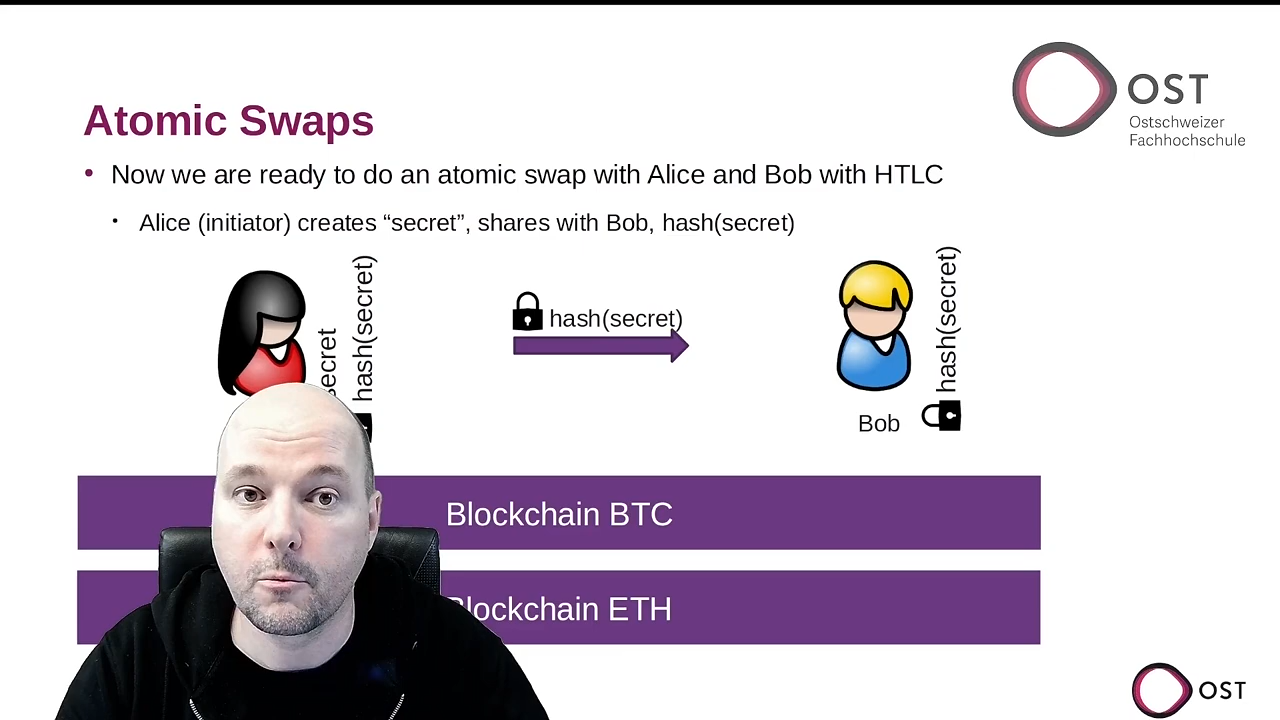 OST
Ostschweizer
Fachhochschule
Atomic Swaps
• Now we are ready to do an atomic swap with Alice and Bob with HTLC
• Alice (initiator) creates “secret”, shares with Bob, hash(secret)
hash(secret)
hash(secret)
hash(secret)
Bob
Blockchain BTC
Blockchain ETH
OST